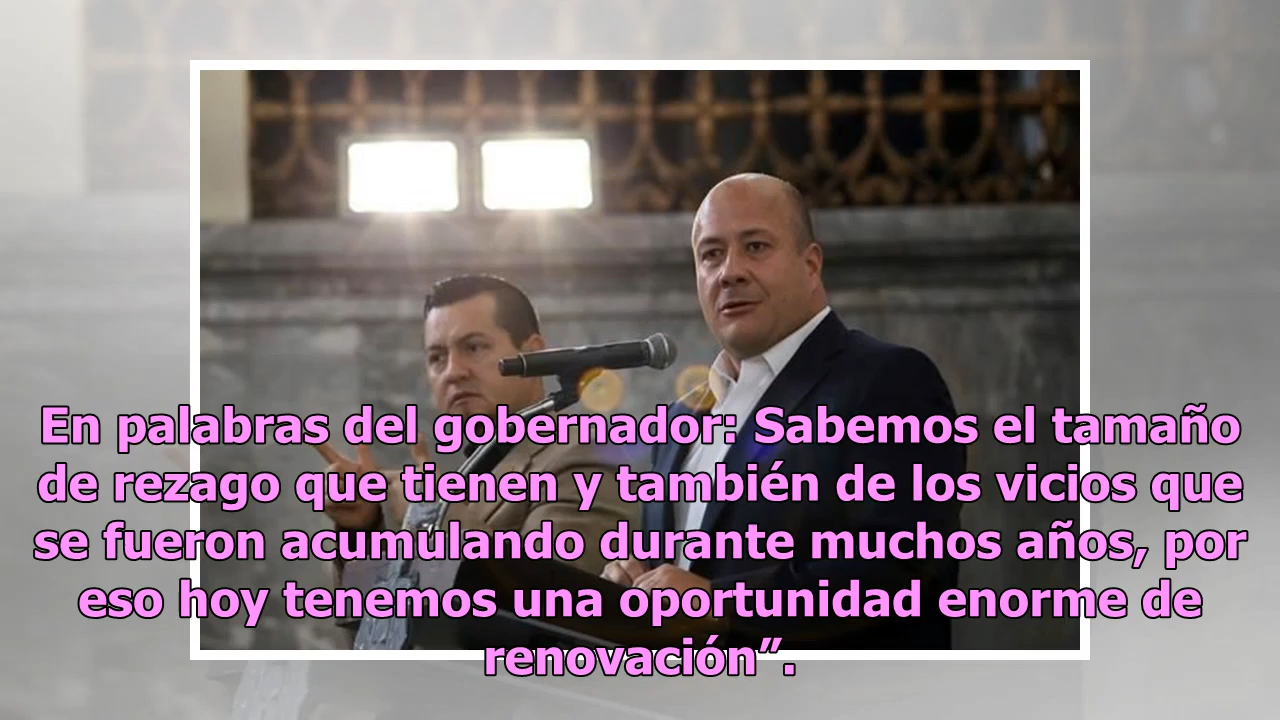 En palabras del gobernador: Sabemos el tamaño
de rezago que tienen y también de los vicios que
se fueron acumulando durante muchos años, por
eso hoy tenemos una oportunidad enorme de
renovación”.